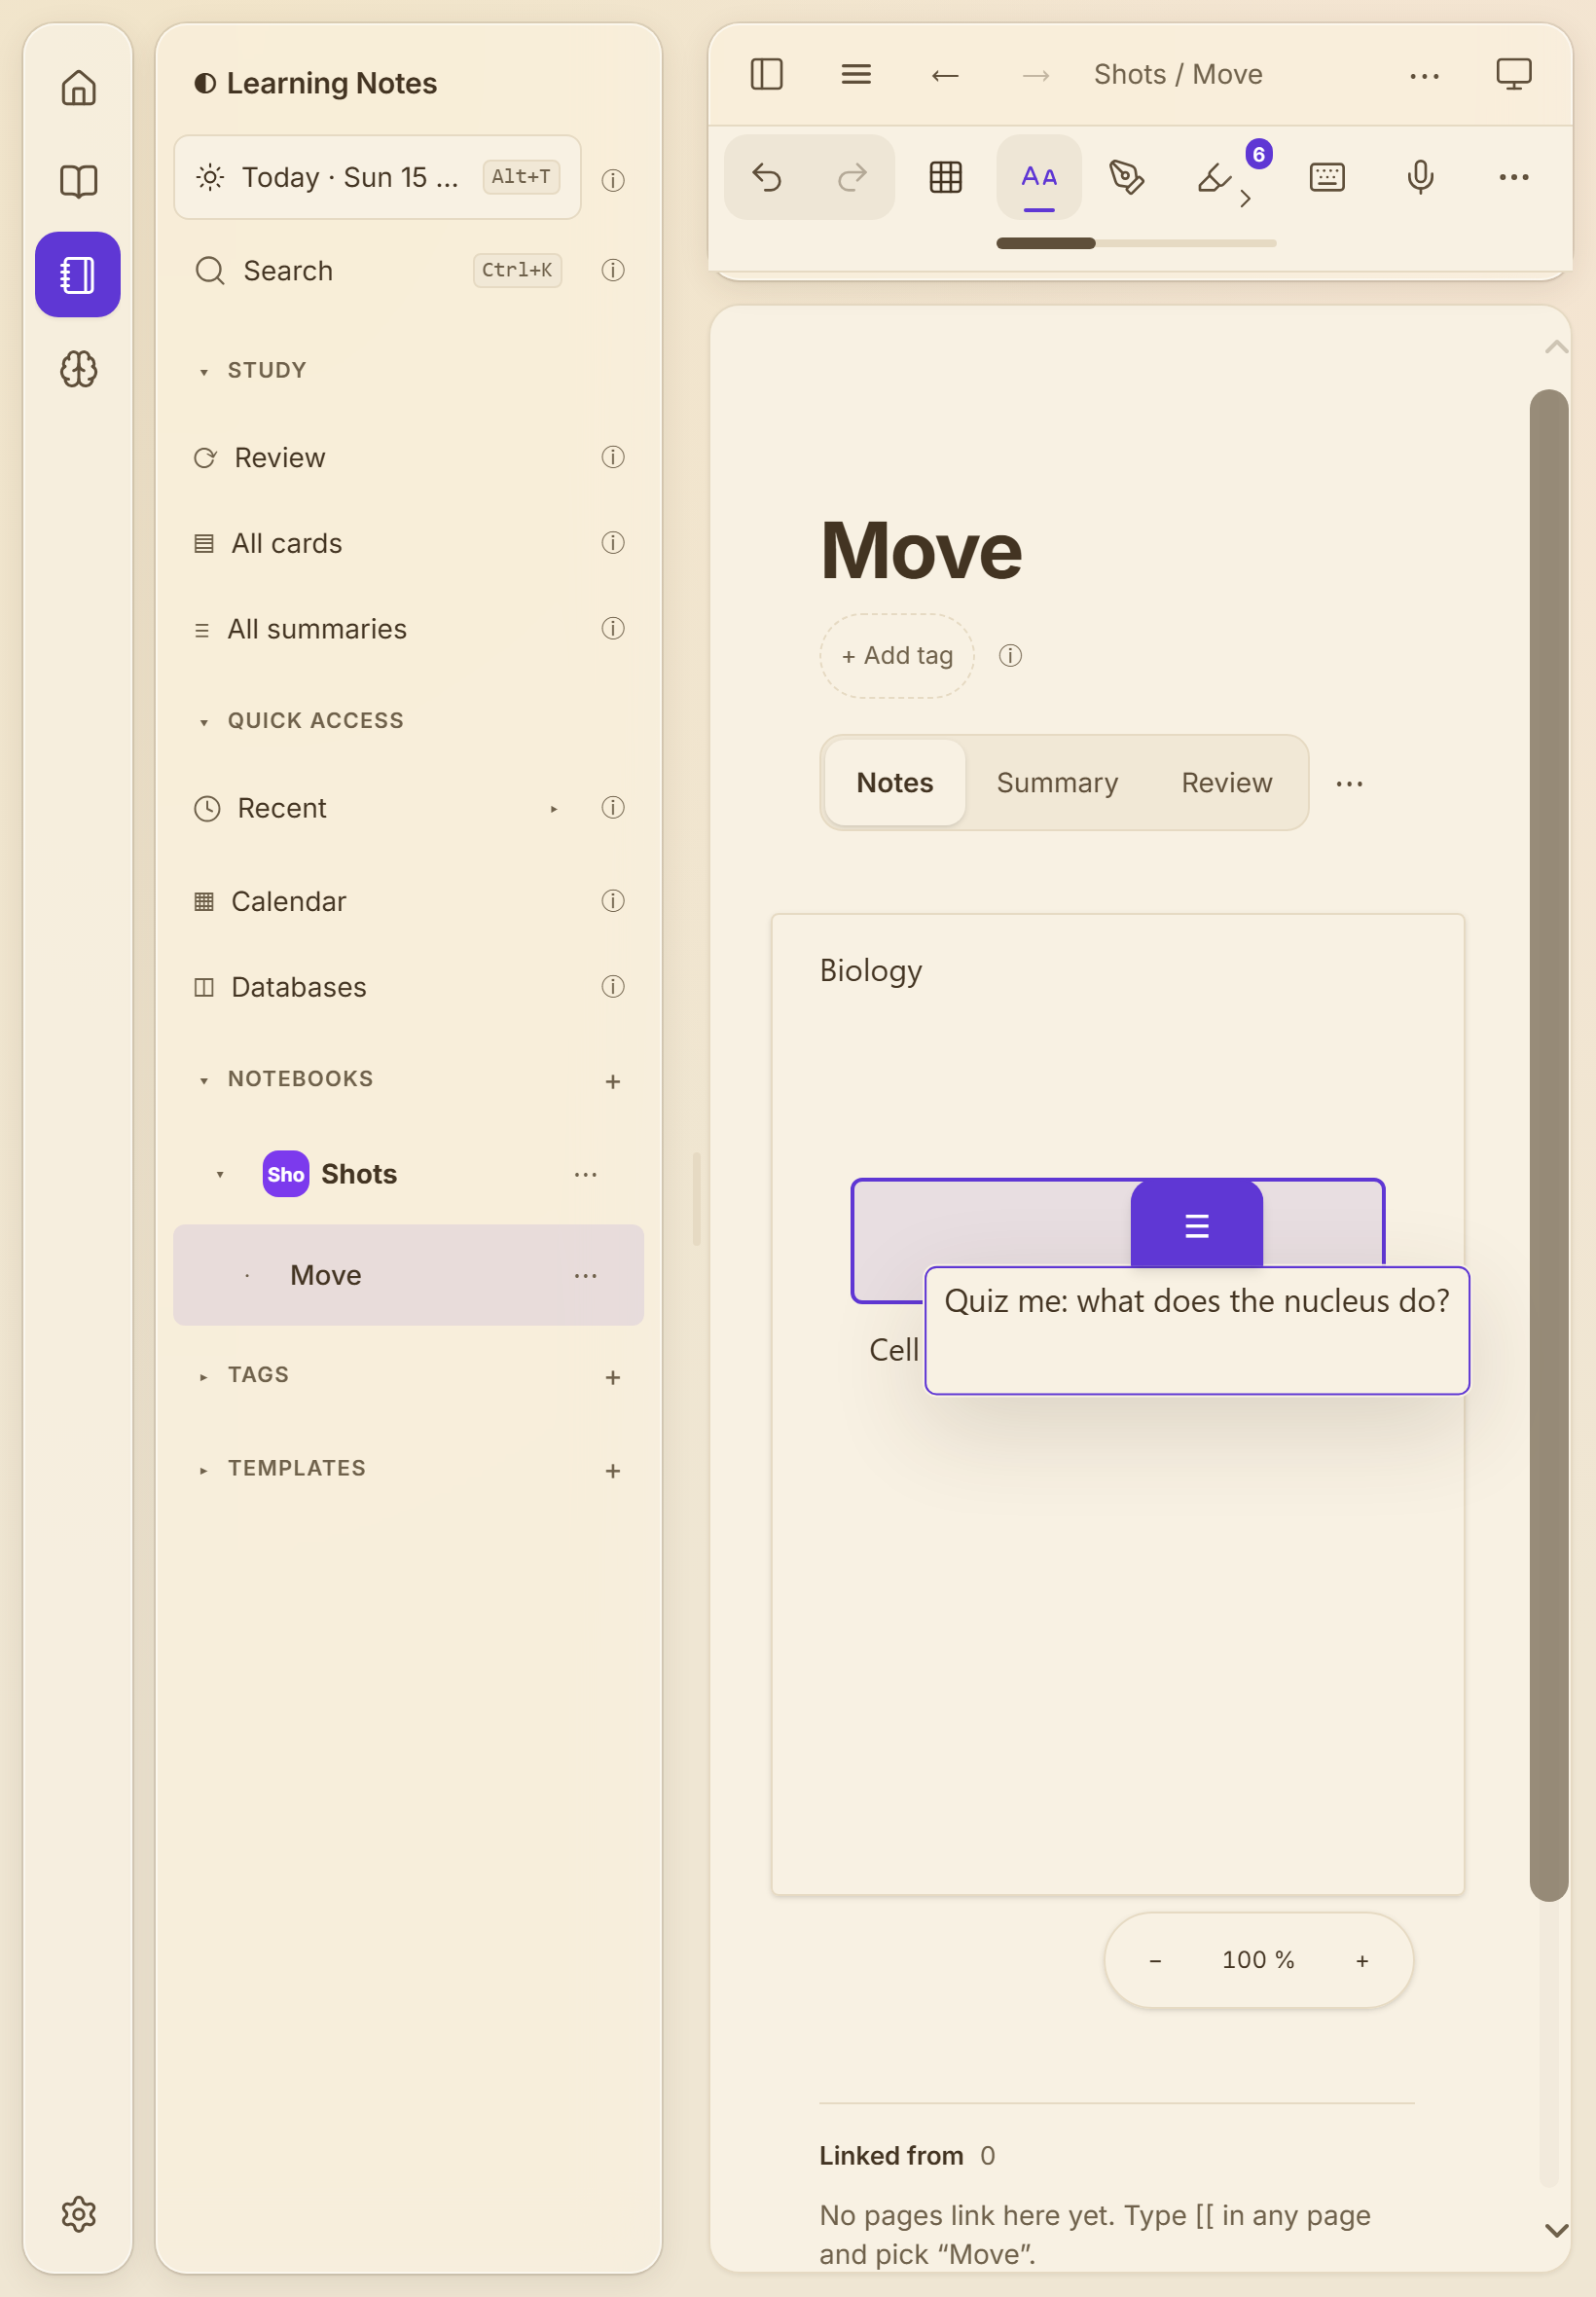 Learning Notes
Today · Sun 15 ... Alt+T
Search Ctrl+K
STUDY
Review
All cards
All summaries
QUICK ACCESS
Recent
Calendar
Databases
NOTEBOOKS
Sho Shots
Move
TAGS
TEMPLATES
Shots / Move
6
Move
+ Add tag
Notes Summary Review
Biology
Quiz me: what does the nucleus do?
Cell
− 100 % +
Linked from 0
No pages link here yet. Type [[ in any page
and pick “Move”.